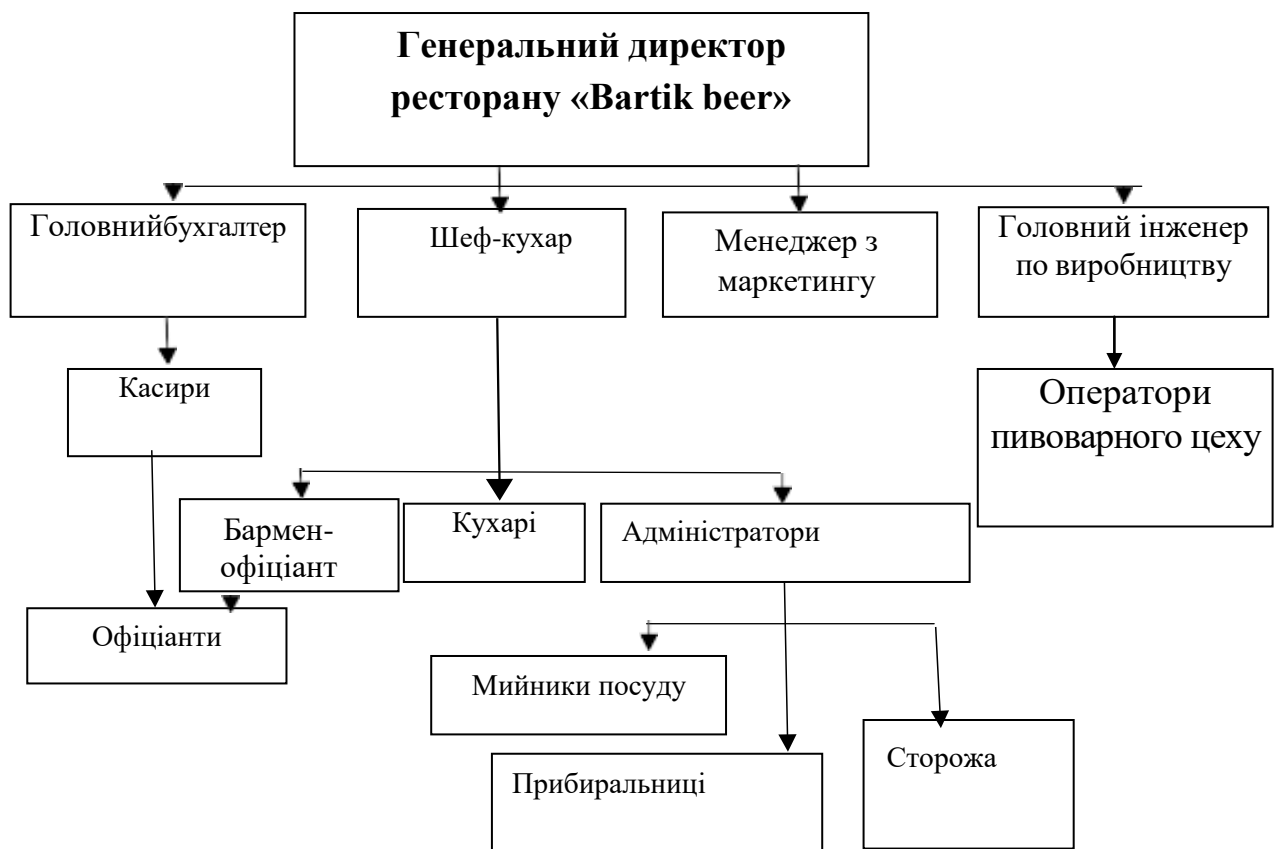 Генеральний директор
ресторану «Bartik beer»
Головнийбухгалтер
Шеф-кухар
Менеджер з
маркетингу
Головний інженер
по виробництву
Касири
Оператори
пивоварного цеху
Бармен-
офіціант
Кухарі
Адміністратори
Офіціанти
Мийники посуду
Прибиральниці
Сторожа